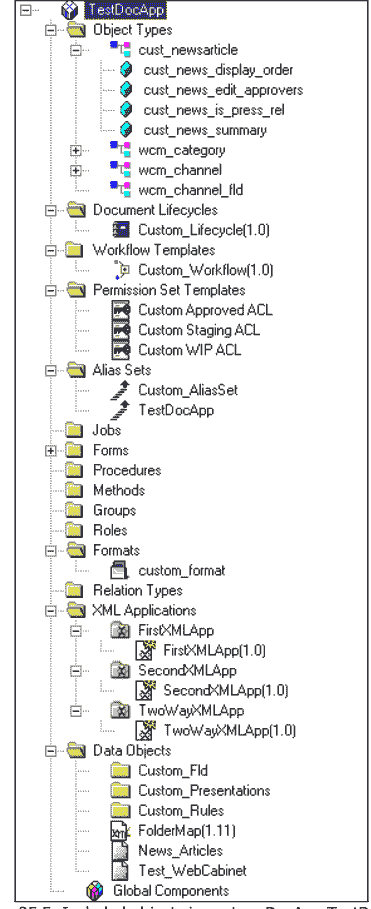 TestDocApp
Object Types
cust_newsarticle
cust_news_display_order
cust_news_edit_approvers
cust_news_is_press_rel
cust_news_summary
wcm_category
wcm_channel
wcm_channel_fld
Document Lifecycles
Custom_Lifecycle(1.0)
Workflow Templates
Custom_Workflow(1.0)
Permission Set Templates
Custom Approved ACL
Custom Staging ACL
Custom WIP ACL
Alias Sets
Custom_AliasSet
TestDocApp
Jobs
Forms
Procedures
Methods
Groups
Roles
Formats
custom_format
Relation Types
XML Applications
FirstXMLApp
FirstXMLApp(1.0)
SecondXMLApp
SecondXMLApp(1.0)
TwoWayXMLApp
TwoWayXMLApp(1.0)
Data Objects
Custom_Fld
Custom_Presentations
Custom_Rules
FolderMap(1.11)
News_Articles
Test_WebCabinet
Global Components